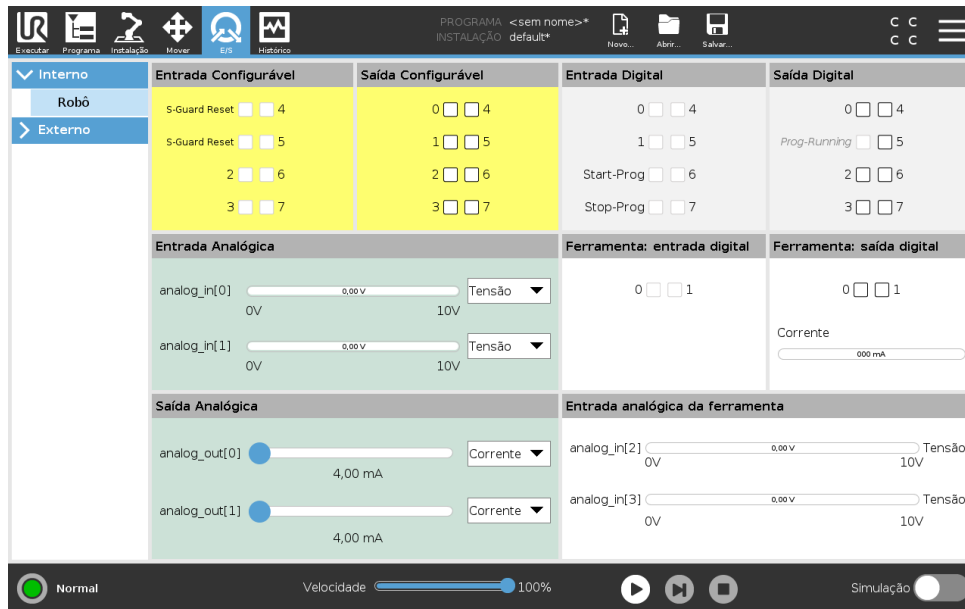 PROGRAMA <sem nome>*
INSTALAÇÃO default*
C C
C C
Executar Programa Instalação Mover E/S Histórico Novo... Abrir... Salvar...
Interno
Robô
Externo
Entrada Configurável
S-Guard Reset 4
S-Guard Reset 5
2 6
3 7
Saída Configurável
0 4
1 5
2 6
3 7
Entrada Digital
0 4
1 5
Start-Prog 6
Stop-Prog 7
Saída Digital
0 4
Prog-Running 5
2 6
3 7
Entrada Analógica
analog_in[0] 0,00 V Tensão
0V 10V
analog_in[1] 0,00 V Tensão
0V 10V
Ferramenta: entrada digital
0 1
Ferramenta: saída digital
0 1
Corrente
000 mA
Saída Analógica
analog_out[0] Corrente
4,00 mA
analog_out[1] Corrente
4,00 mA
Entrada analógica da ferramenta
analog_in[2] 0,00 V Tensão
0V 10V
analog_in[3] 0,00 V Tensão
0V 10V
Normal Velocidade 100% Simulação